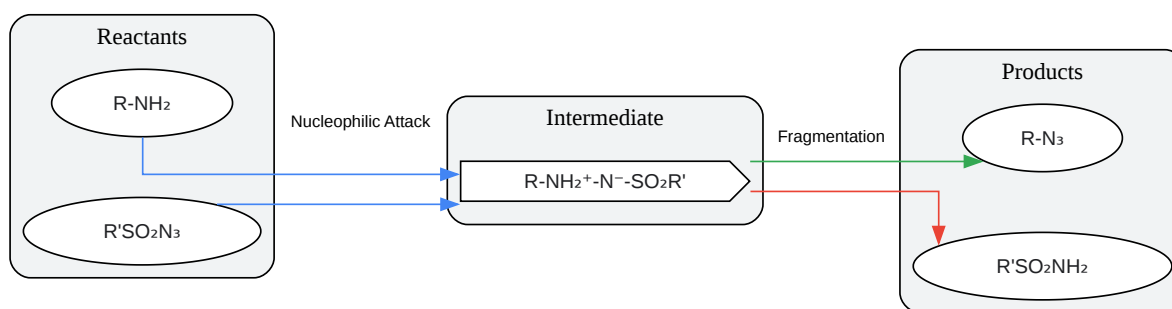 Reactants
R-NH₂
R'SO₂N₃
Nucleophilic Attack
Intermediate
R-NH₂⁺-N⁻-SO₂R'
Fragmentation
Products
R-N₃
R'SO₂NH₂